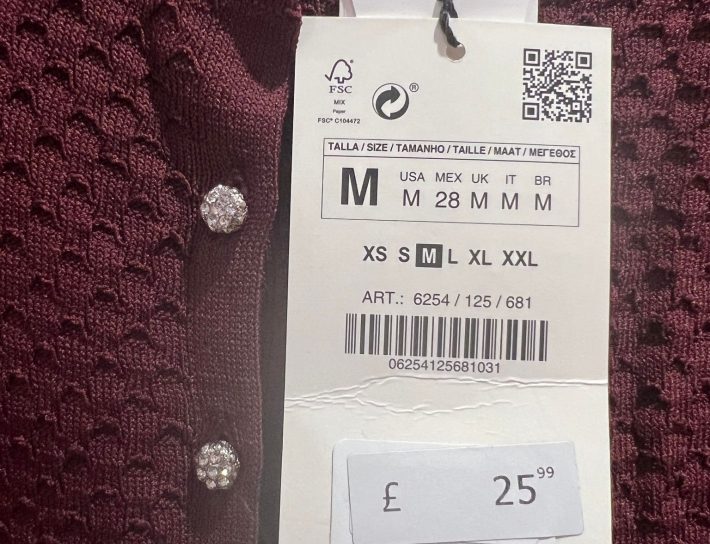 FSC
MIX
Paper
FSC® C104472
®
TALLA / SIZE / TAMANHO / TAILLE / MAAT / ΜΕΓΕΘΟΣ
M USA MEX UK IT BR
M 28 M M M
XS S M L XL XXL
ART.: 6254 / 125 / 681
06254125681031
£ 25⁹⁹